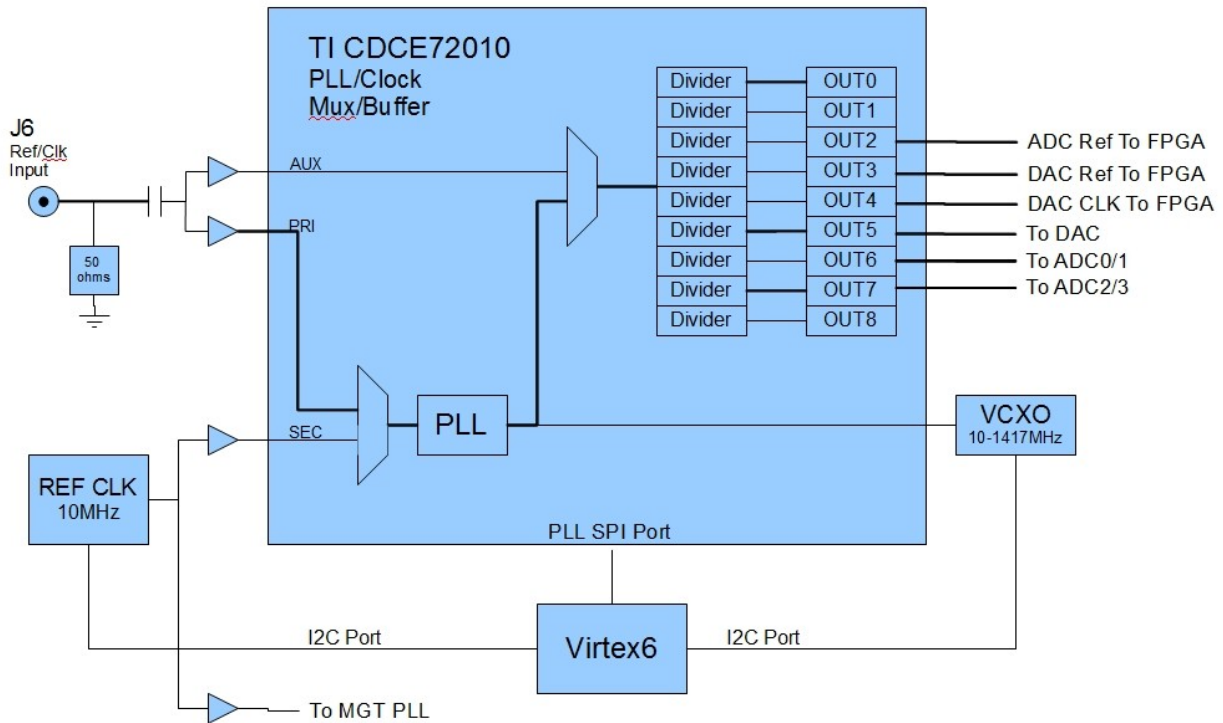 TI CDCE72010
PLL/Clock
Mux/Buffer
J6
Ref/Clk
Input
50
ohms
AUX
PRI
SEC
REF CLK
10MHz
PLL
Divider
OUT0
Divider
OUT1
Divider
OUT2
ADC Ref To FPGA
Divider
OUT3
DAC Ref To FPGA
Divider
OUT4
DAC CLK To FPGA
Divider
OUT5
To DAC
Divider
OUT6
To ADC0/1
Divider
OUT7
To ADC2/3
Divider
OUT8
VCXO
10-1417MHz
PLL SPI Port
I2C Port
Virtex6
I2C Port
To MGT PLL